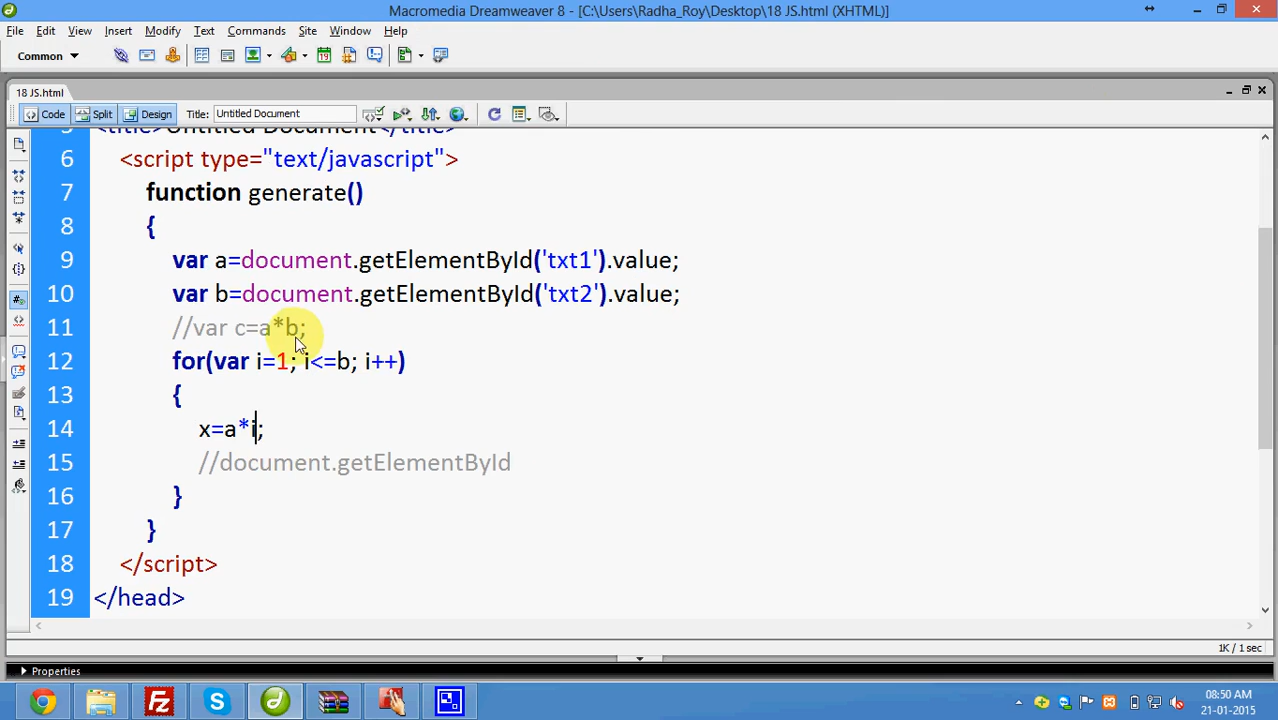 Macromedia Dreamweaver 8 - [C:\Users\Radha_Roy\Desktop\18 JS.html (XHTML)]
File Edit View Insert Modify Text Commands Site Window Help
Common
18 JS.html
Code Split Design Title: Untitled Document
<title>Untitled Document</title>
6 <script type="text/javascript">
7 function generate()
8 {
9 var a=document.getElementById('txt1').value;
10 var b=document.getElementById('txt2').value;
11 //var c=a*b;
12 for(var i=1; i<=b; i++)
13 {
14 x=a*i;
15 //document.getElementById
16 }
17 }
18 </script>
19 </head>
1K / 1 sec
Properties
08:50 AM
21-01-2015